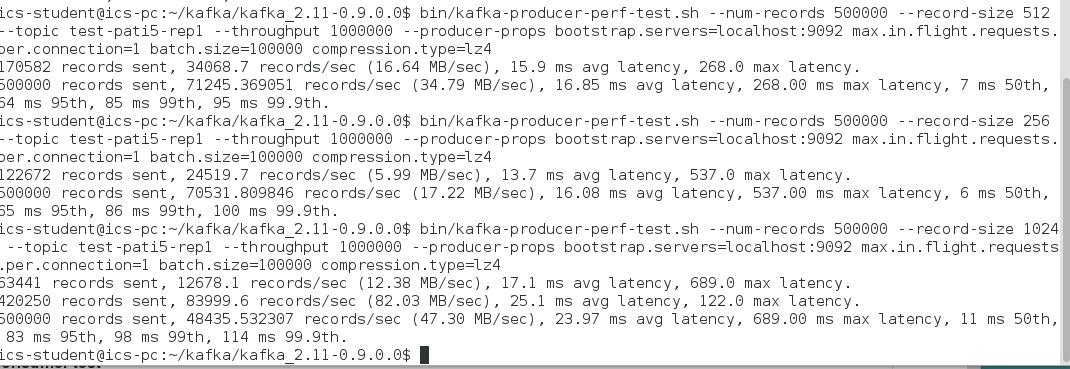 ics-student@ics-pc:~/kafka/kafka_2.11-0.9.0.0$ bin/kafka-producer-perf-test.sh --num-records 500000 --record-size 512
--topic test-pati5-rep1 --throughput 1000000 --producer-props bootstrap.servers=localhost:9092 max.in.flight.requests.
per.connection=1 batch.size=100000 compression.type=lz4
170582 records sent, 34068.7 records/sec (16.64 MB/sec), 15.9 ms avg latency, 268.0 max latency.
500000 records sent, 71245.369051 records/sec (34.79 MB/sec), 16.85 ms avg latency, 268.00 ms max latency, 7 ms 50th,
64 ms 95th, 85 ms 99th, 95 ms 99.9th.
ics-student@ics-pc:~/kafka/kafka_2.11-0.9.0.0$ bin/kafka-producer-perf-test.sh --num-records 500000 --record-size 256
--topic test-pati5-rep1 --throughput 1000000 --producer-props bootstrap.servers=localhost:9092 max.in.flight.requests.
per.connection=1 batch.size=100000 compression.type=lz4
122672 records sent, 24519.7 records/sec (5.99 MB/sec), 13.7 ms avg latency, 537.0 max latency.
500000 records sent, 70531.809846 records/sec (17.22 MB/sec), 16.08 ms avg latency, 537.00 ms max latency, 6 ms 50th,
65 ms 95th, 86 ms 99th, 100 ms 99.9th.
ics-student@ics-pc:~/kafka/kafka_2.11-0.9.0.0$ bin/kafka-producer-perf-test.sh --num-records 500000 --record-size 1024
--topic test-pati5-rep1 --throughput 1000000 --producer-props bootstrap.servers=localhost:9092 max.in.flight.requests
.per.connection=1 batch.size=100000 compression.type=lz4
63441 records sent, 12678.1 records/sec (12.38 MB/sec), 17.1 ms avg latency, 689.0 max latency.
420250 records sent, 83999.6 records/sec (82.03 MB/sec), 25.1 ms avg latency, 122.0 max latency.
500000 records sent, 48435.532307 records/sec (47.30 MB/sec), 23.97 ms avg latency, 689.00 ms max latency, 11 ms 50th,
83 ms 95th, 98 ms 99th, 114 ms 99.9th.
ics-student@ics-pc:~/kafka/kafka_2.11-0.9.0.0$